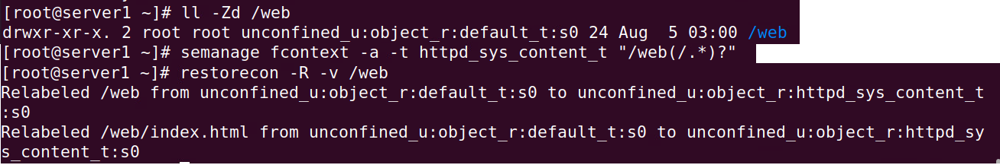 [root@server1 ~]# ll -Zd /web
drwxr-xr-x. 2 root root unconfined_u:object_r:default_t:s0 24 Aug  5 03:00 /web
[root@server1 ~]# semanage fcontext -a -t httpd_sys_content_t "/web(/.*)?"
[root@server1 ~]# restorecon -R -v /web
Relabeled /web from unconfined_u:object_r:default_t:s0 to unconfined_u:object_r:httpd_sys_content_t
:s0
Relabeled /web/index.html from unconfined_u:object_r:default_t:s0 to unconfined_u:object_r:httpd_sy
s_content_t:s0